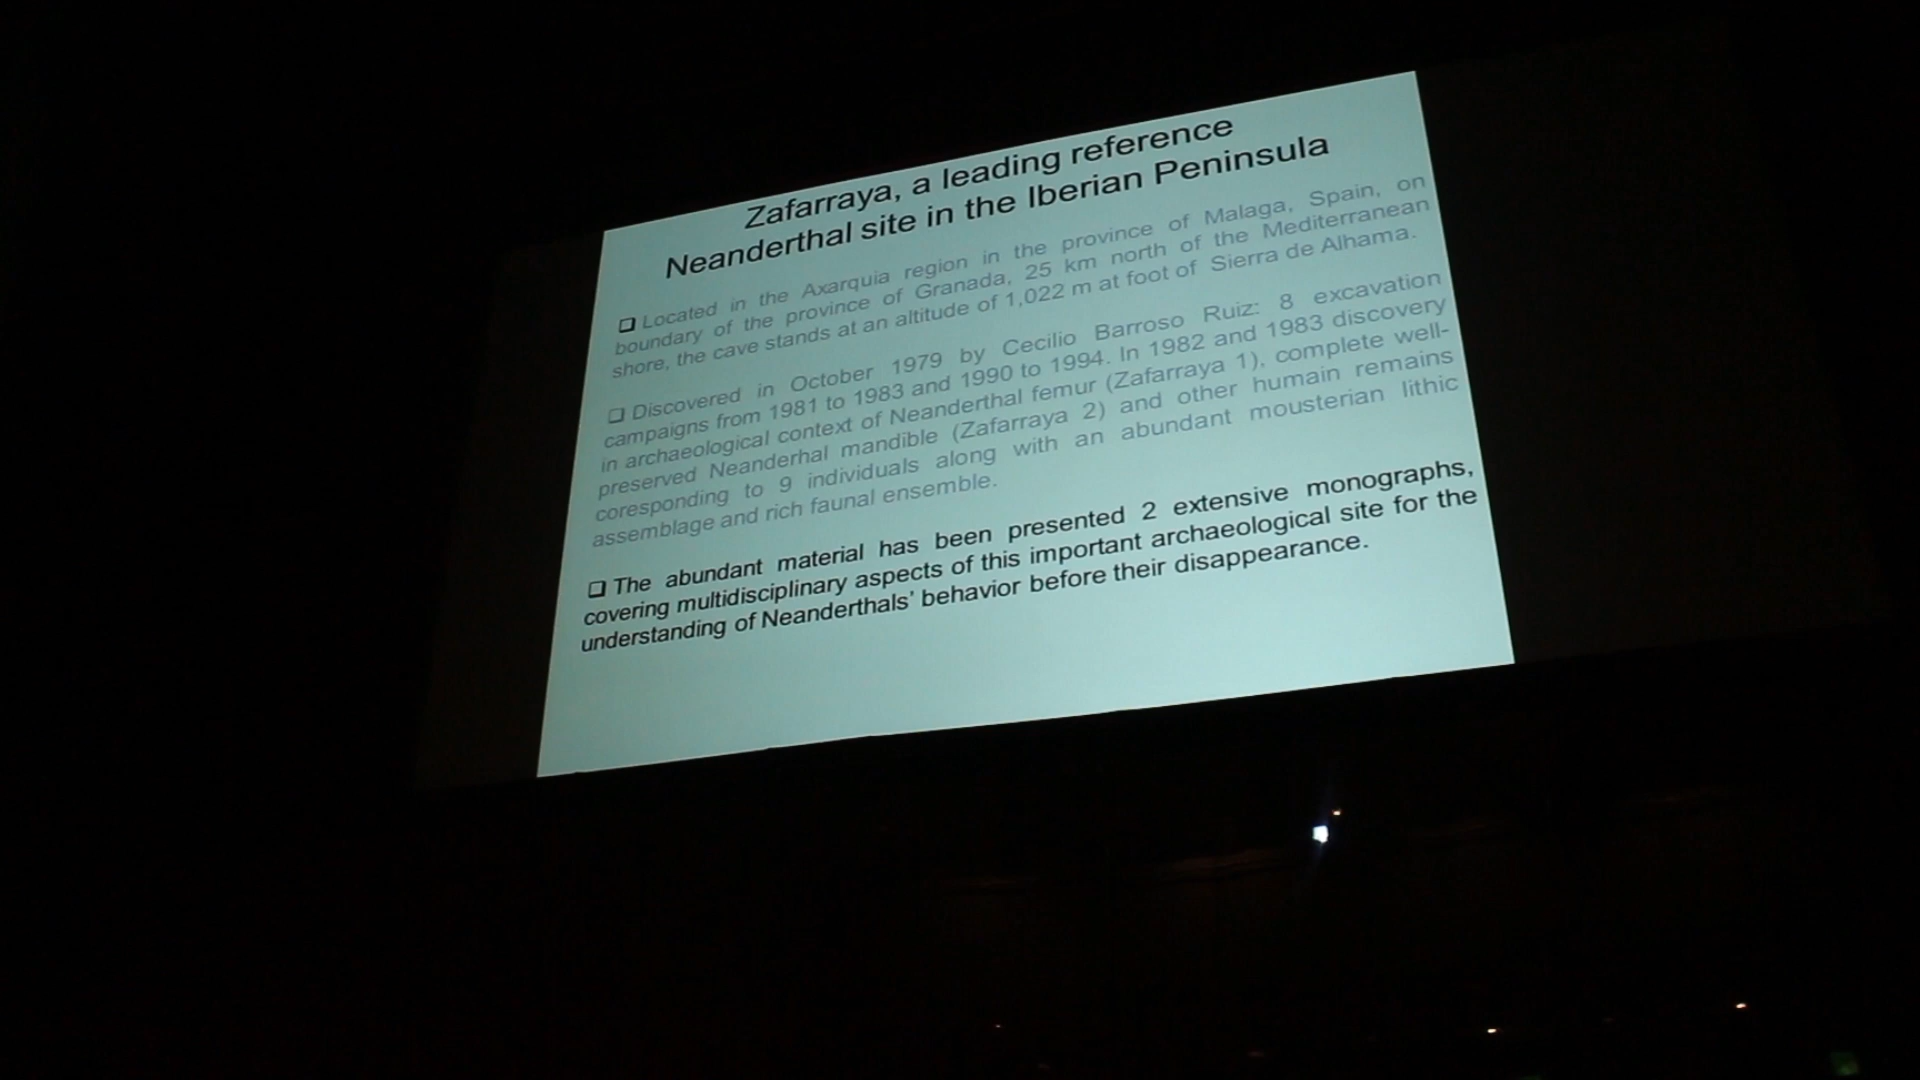 Zafarraya, a leading reference
Neanderthal site in the Iberian Peninsula
❑ Located in the Axarquia region in the province of Malaga, Spain, on
boundary of the province of Granada, 25 km north of the Mediterranean
shore, the cave stands at an altitude of 1,022 m at foot of Sierra de Alhama.
❑ Discovered in October 1979 by Cecilio Barroso Ruiz: 8 excavation
campaigns from 1981 to 1983 and 1990 to 1994. In 1982 and 1983 discovery
in archaeological context of Neanderthal femur (Zafarraya 1), complete well-
preserved Neanderhal mandible (Zafarraya 2) and other humain remains
coresponding to 9 individuals along with an abundant mousterian lithic
assemblage and rich faunal ensemble.
❑ The abundant material has been presented 2 extensive monographs,
covering multidisciplinary aspects of this important archaeological site for the
understanding of Neanderthals' behavior before their disappearance.